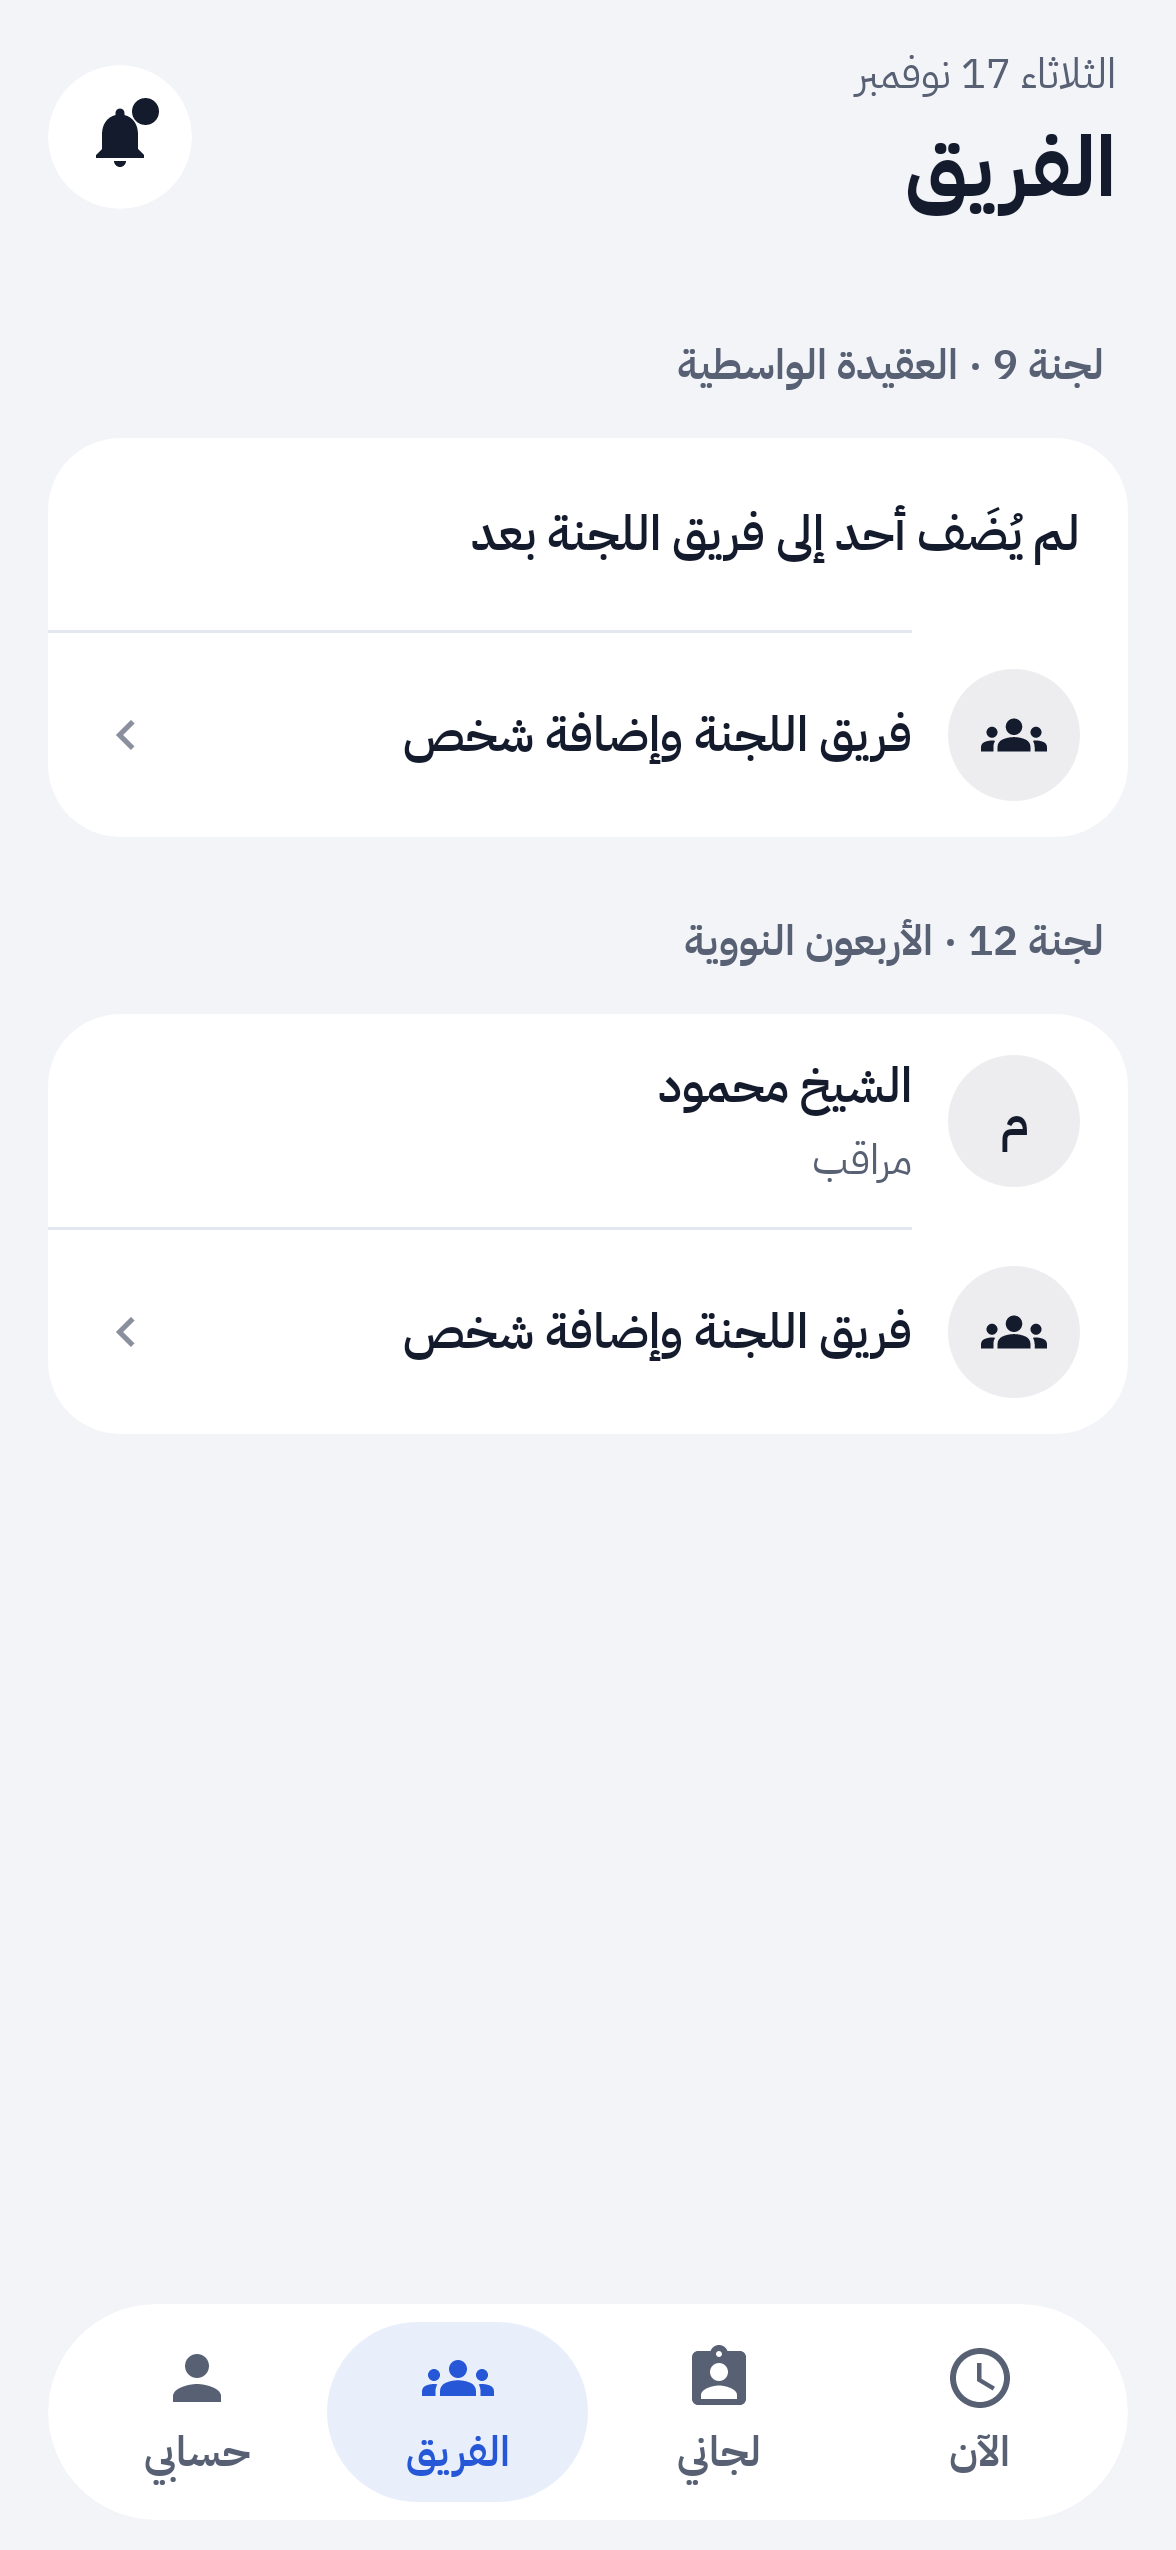 الثلاثاء 17 نوفمبر
الفريق
لجنة 9 · العقيدة الواسطية
لم يُضَف أحد إلى فريق اللجنة بعد
فريق اللجنة وإضافة شخص
لجنة 12 · الأربعون النووية
م
الشيخ محمود
مراقب
فريق اللجنة وإضافة شخص
الآن
لجاني
الفريق
حسابي